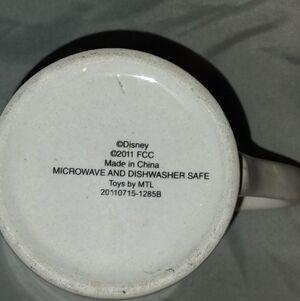 ©Disney
©2011 FCC
Made in China
MICROWAVE AND DISHWASHER SAFE
Toys by MTL
20110715-1285B